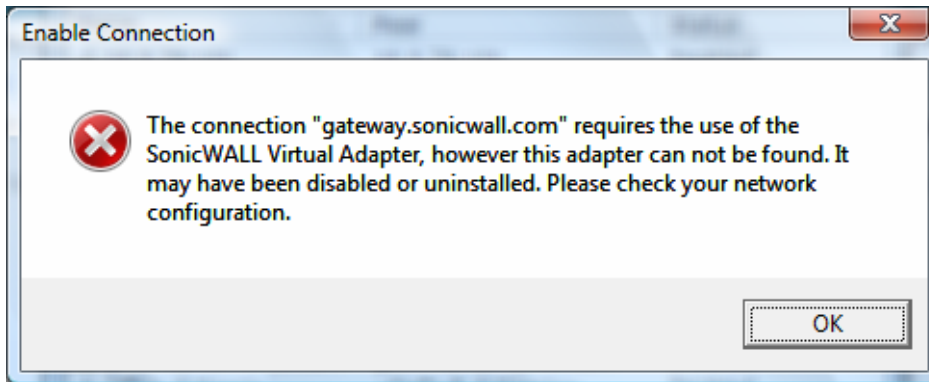 Enable Connection
The connection "gateway.sonicwall.com" requires the use of the
SonicWALL Virtual Adapter, however this adapter can not be found. It
may have been disabled or uninstalled. Please check your network
configuration.
OK